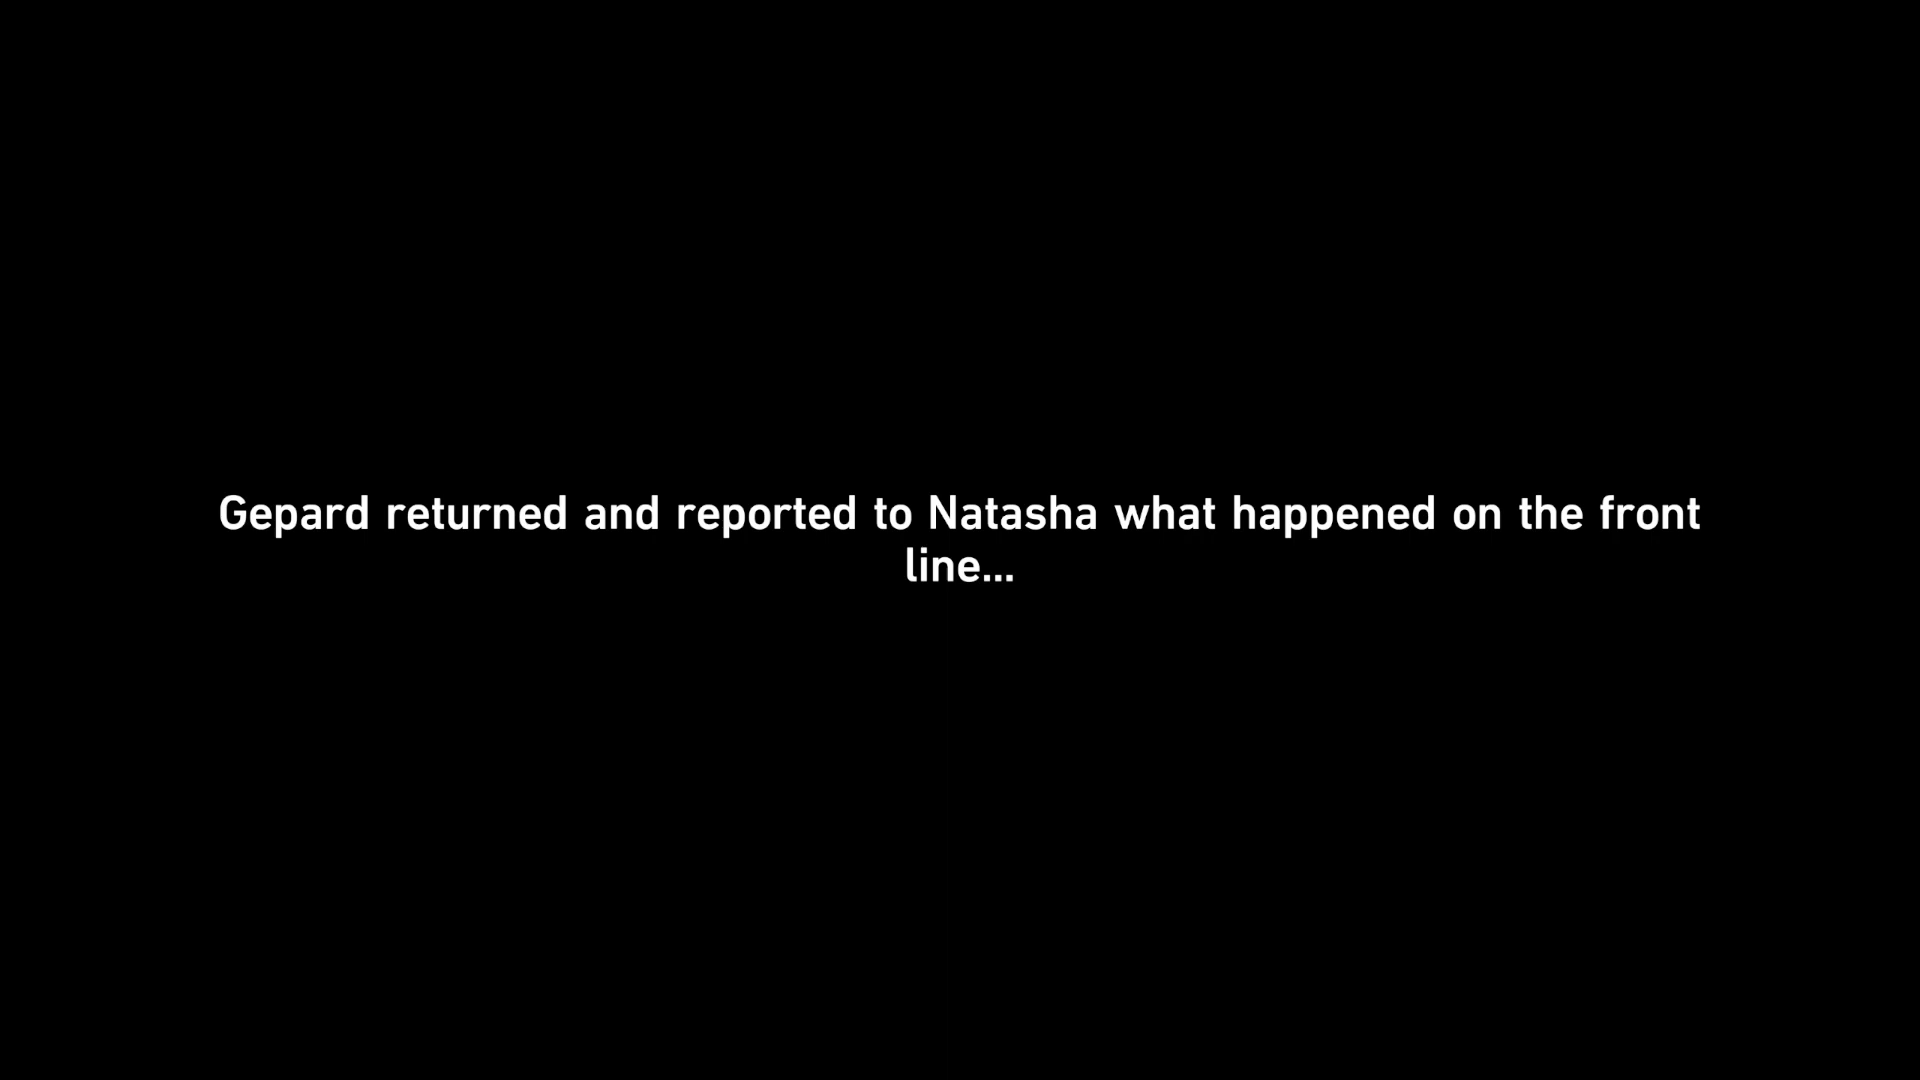 Gepard returned and reported to Natasha what happened on the front
line...